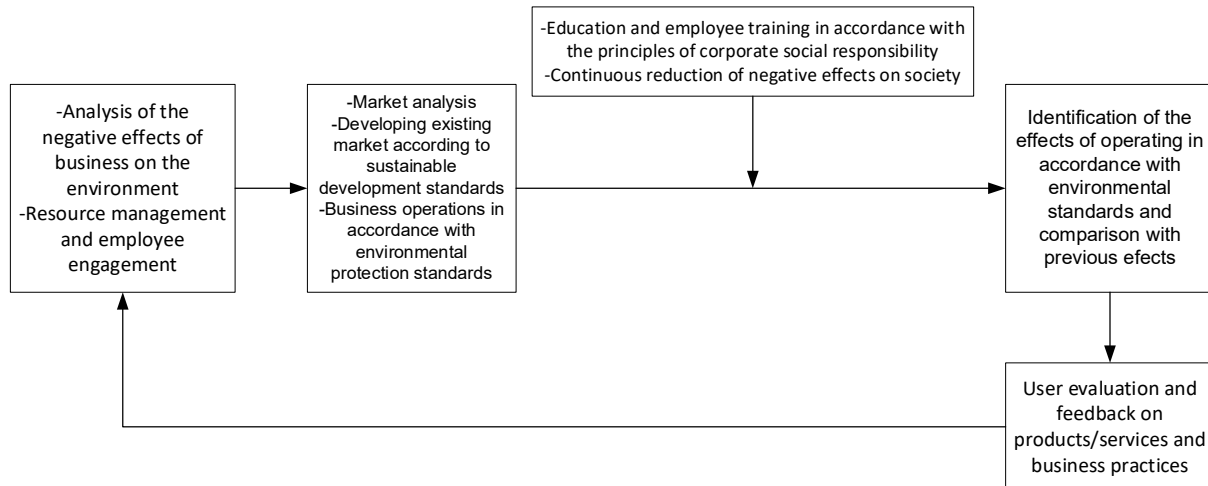 -Education and employee training in accordance with
the principles of corporate social responsibility
-Continuous reduction of negative effects on society
-Analysis of the
negative effects of
business on the
environment
-Resource management
and employee
engagement
-Market analysis
-Developing existing
market according to
sustainable
development standards
-Business operations in
accordance with
environmental
protection standards
Identification of the
effects of operating in
accordance with
environmental
standards and
comparison with
previous efects
User evaluation and
feedback on
products/services and
business practices